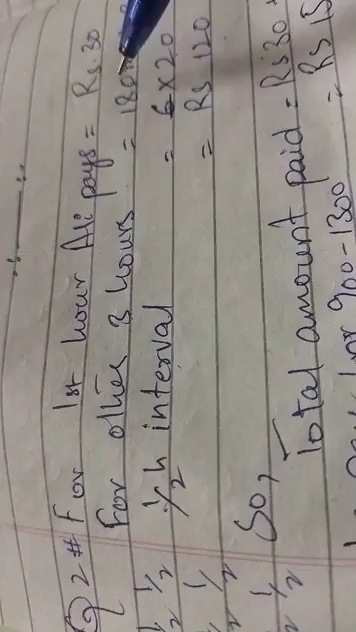 Q 2 # For 1st hour Ali pays = Rs. 30
For other 3 hours = 180
1/2 h interval = 6 x 20
= Rs 120
So,
Total amount paid = Rs 30 +
= Rs 15
900 - 1300